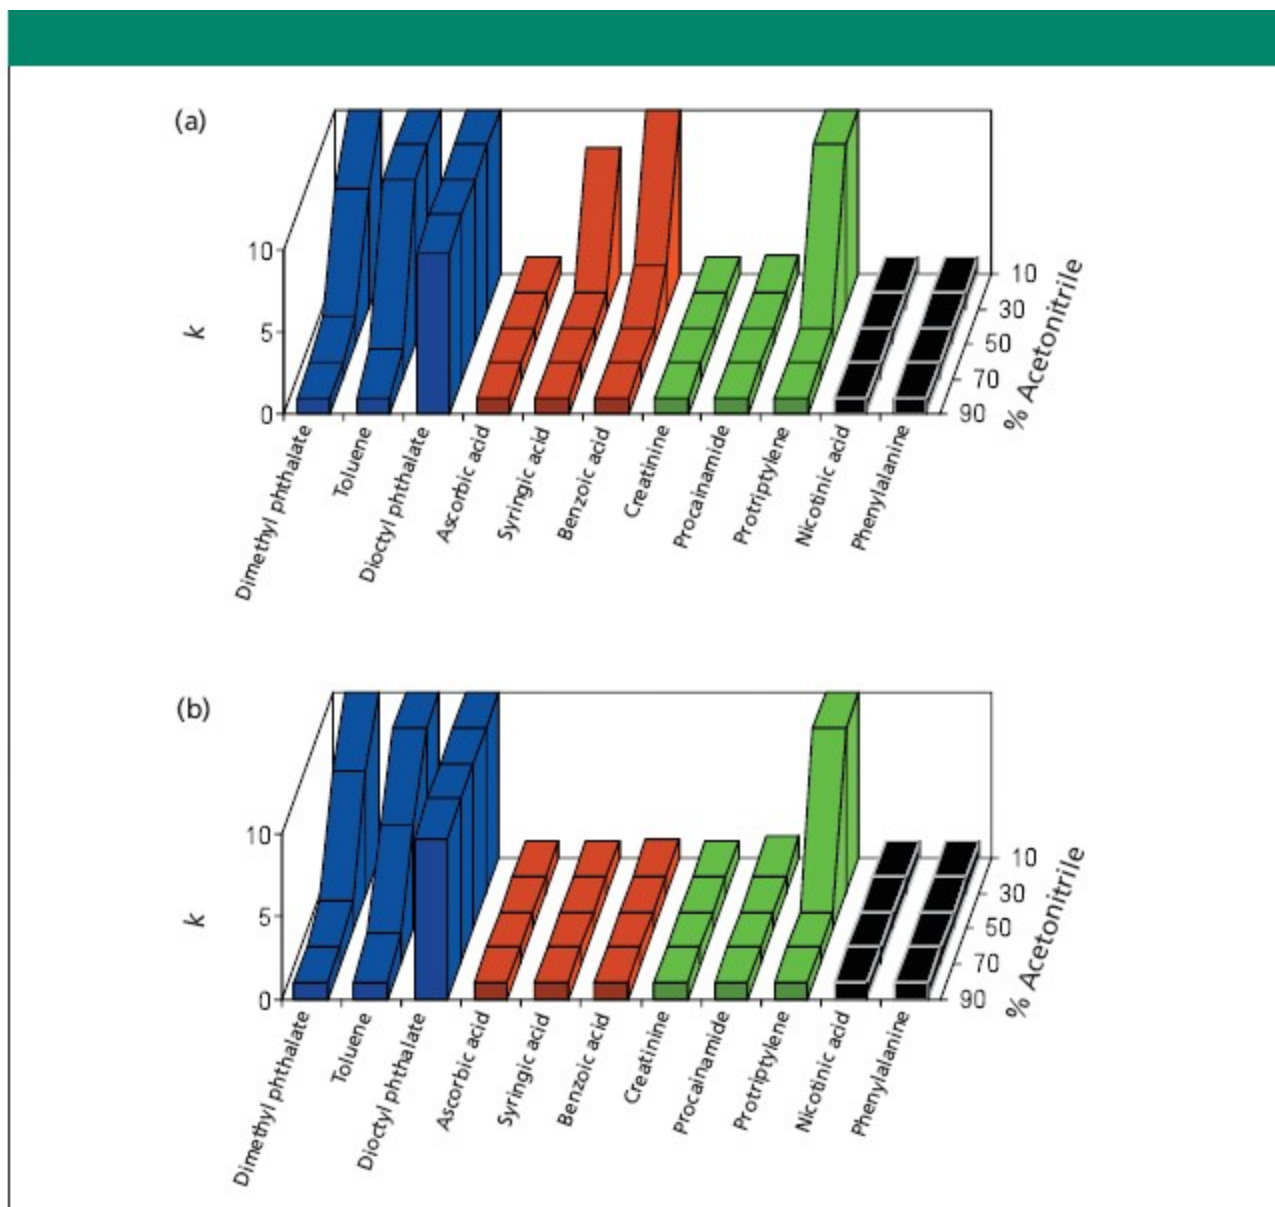 (a)
10
5
0
k
Dimethyl phthalate
Toluene
Dioctyl phthalate
Ascorbic acid
Syringic acid
Benzoic acid
Creatinine
Procainamide
Protriptylene
Nicotinic acid
Phenylalanine
10
30
50
70
90
% Acetonitrile
(b)
10
5
0
k
Dimethyl phthalate
Toluene
Dioctyl phthalate
Ascorbic acid
Syringic acid
Benzoic acid
Creatinine
Procainamide
Protriptylene
Nicotinic acid
Phenylalanine
10
30
50
70
90
% Acetonitrile